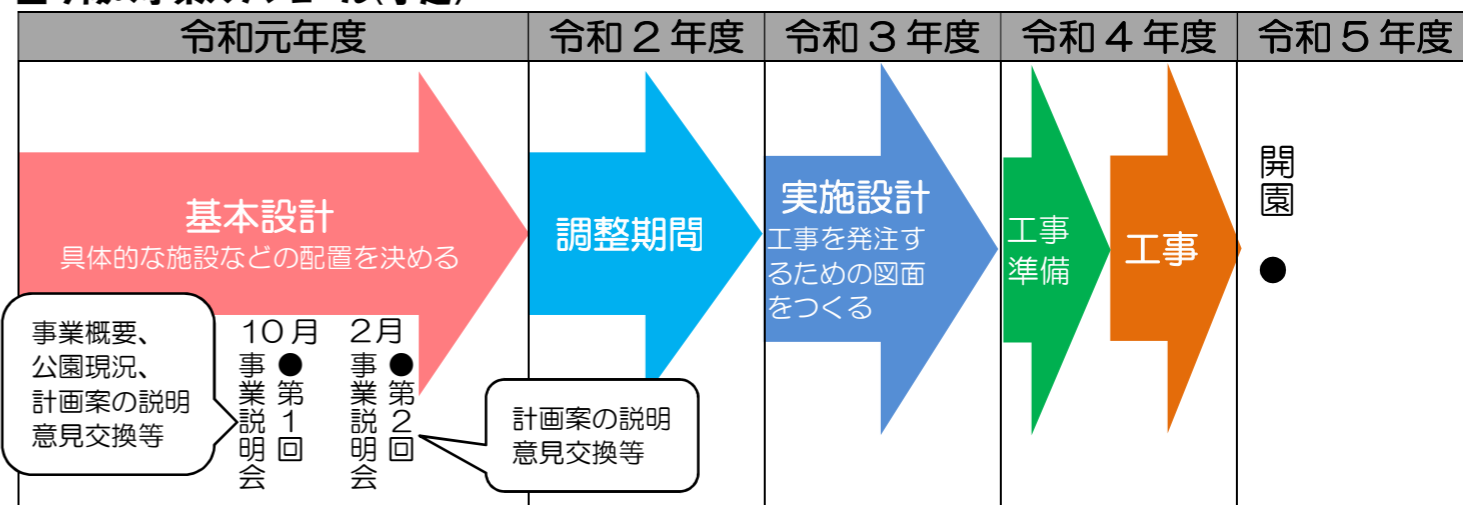 令和元年度
令和２年度
令和３年度
令和４年度
令和５年度
基本設計
具体的な施設などの配置を決める
調整期間
実施設計
工事を発注す
るための図面
をつくる
工事
準備
工事
開園
●
事業概要、
公園現況、
計画案の説明
意見交換等
１０月
●第１回
事業説明会
２月
●第２回
事業説明会
計画案の説明
意見交換等